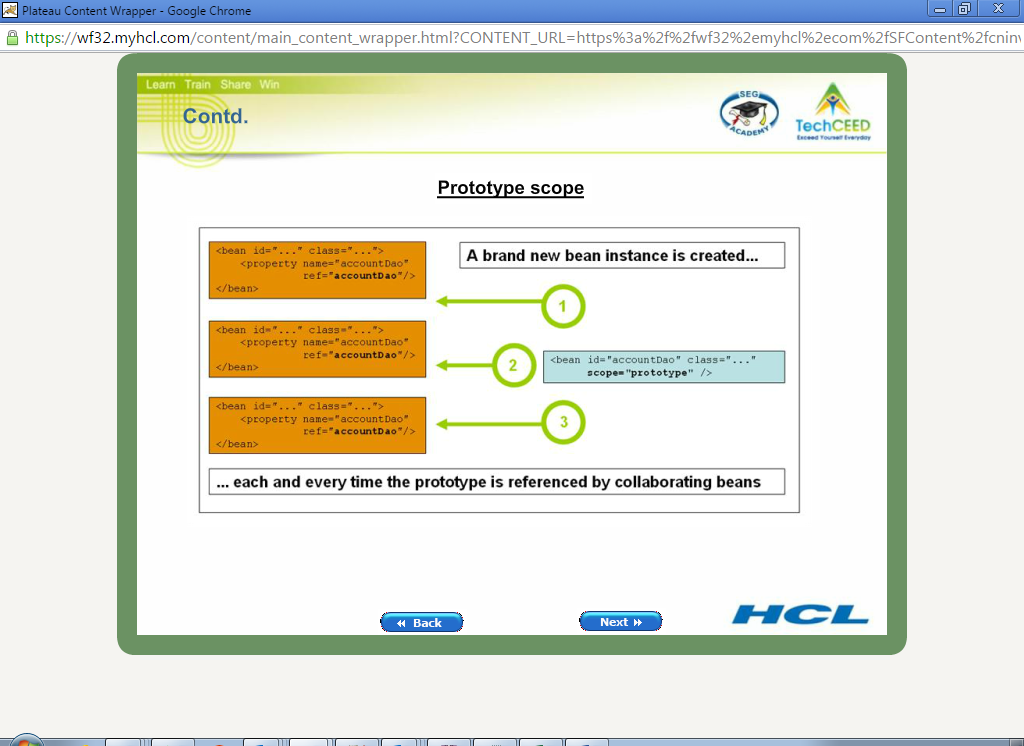 Plateau Content Wrapper - Google Chrome
https://wf32.myhcl.com/content/main_content_wrapper.html?CONTENT_URL=https%3a%2f%2fwf32%2emyhcl%2ecom%2fSFContent%2fcninv
Learn Train Share Win
Contd.
SEG
ACADEMY
TechCEED
Exceed Yourself Everyday
Prototype scope
<bean id="..." class="...">
<property name="accountDao"
ref="accountDao"/>
</bean>
A brand new bean instance is created...
1
<bean id="..." class="...">
<property name="accountDao"
ref="accountDao"/>
</bean>
2
<bean id="accountDao" class="..."
scope="prototype" />
<bean id="..." class="...">
<property name="accountDao"
ref="accountDao"/>
</bean>
3
... each and every time the prototype is referenced by collaborating beans
Back
Next
HCL